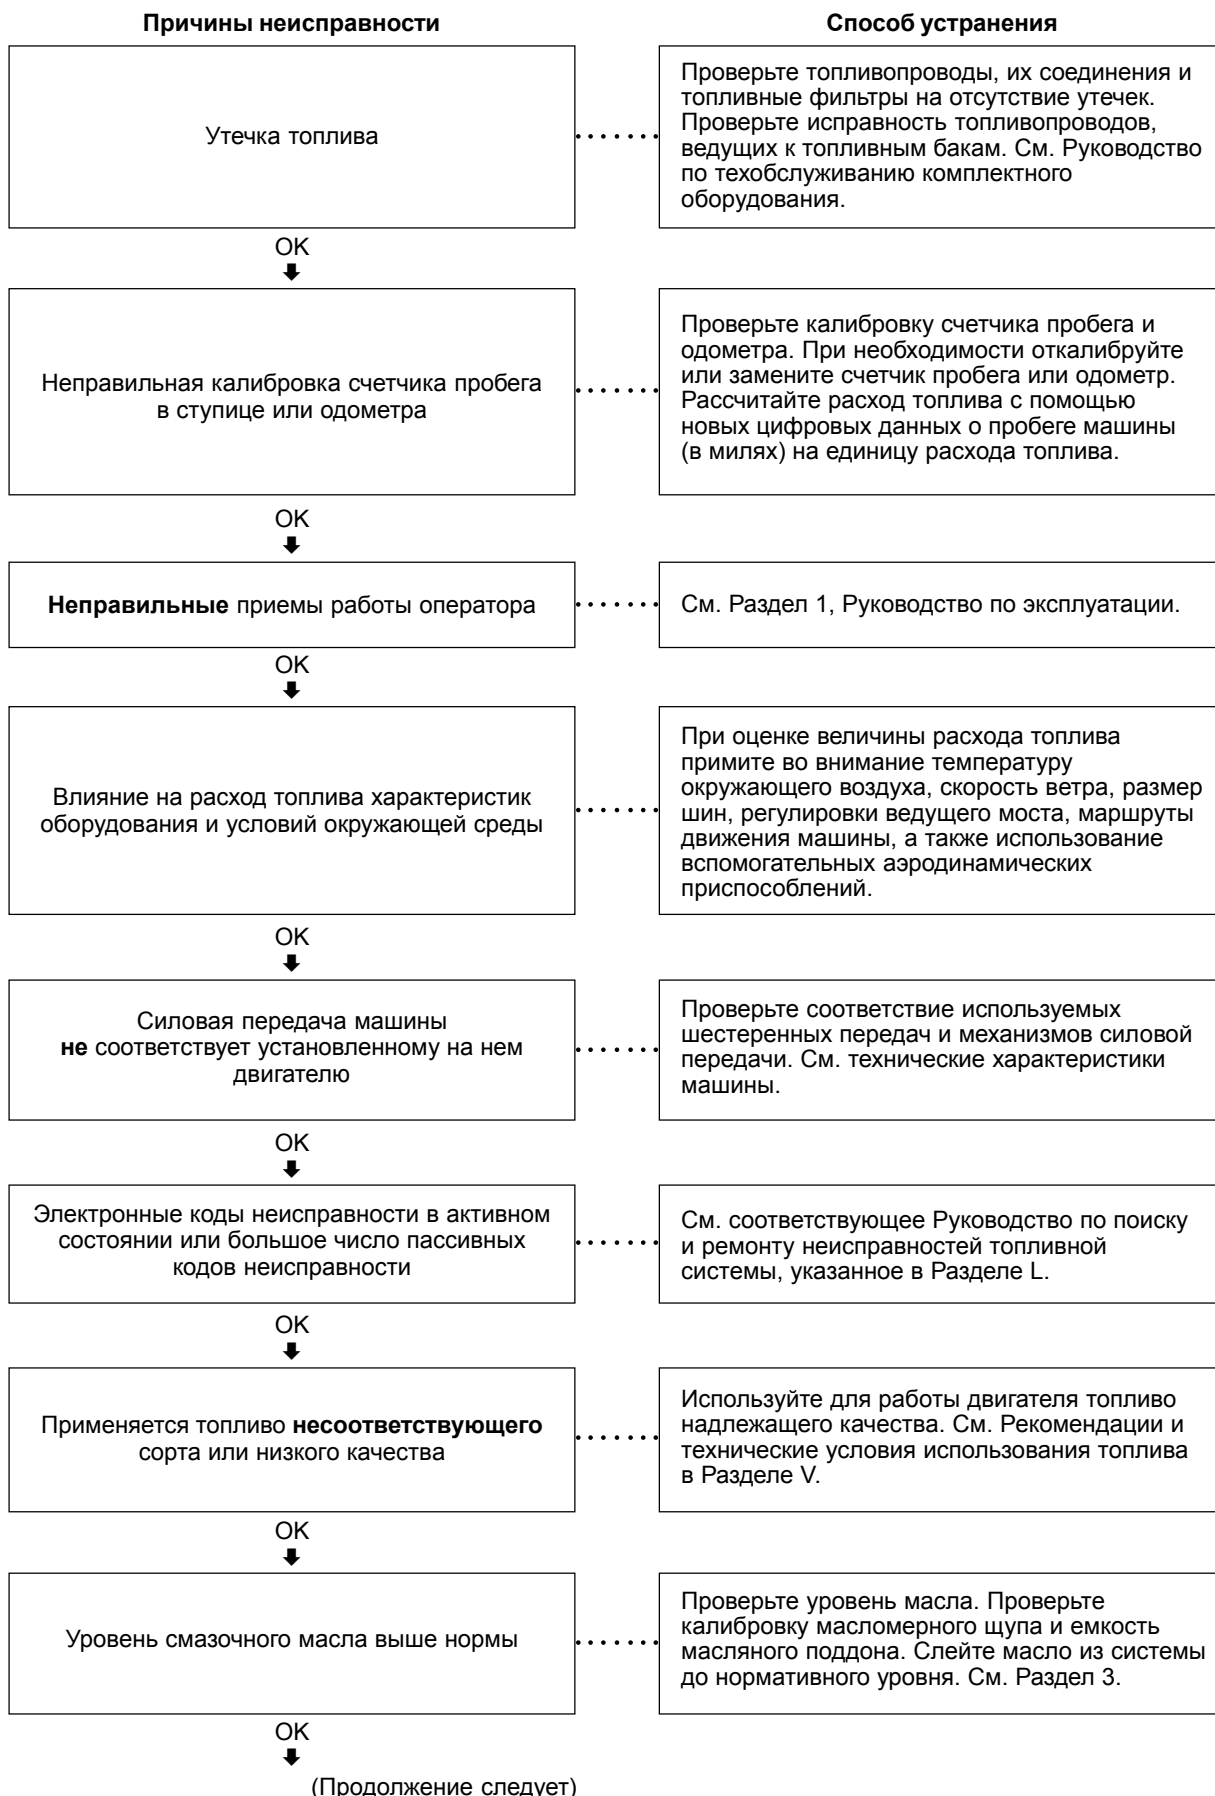 Причины неисправности
Способ устранения
Утечка топлива
Проверьте топливопроводы, их соединения и
топливные фильтры на отсутствие утечек.
Проверьте исправность топливопроводов,
ведущих к топливным бакам. См. Руководство
по техобслуживанию комплектного
оборудования.
OK
Неправильная калибровка счетчика пробега
в ступице или одометра
Проверьте калибровку счетчика пробега и
одометра. При необходимости откалибруйте
или замените счетчик пробега или одометр.
Рассчитайте расход топлива с помощью
новых цифровых данных о пробеге машины
(в милях) на единицу расхода топлива.
OK
Неправильные приемы работы оператора
См. Раздел 1, Руководство по эксплуатации.
OK
Влияние на расход топлива характеристик
оборудования и условий окружающей среды
При оценке величины расхода топлива
примите во внимание температуру
окружающего воздуха, скорость ветра, размер
шин, регулировки ведущего моста, маршруты
движения машины, а также использование
вспомогательных аэродинамических
приспособлений.
OK
Силовая передача машины
не соответствует установленному на нем
двигателю
Проверьте соответствие используемых
шестеренных передач и механизмов силовой
передачи. См. технические характеристики
машины.
OK
Электронные коды неисправности в активном
состоянии или большое число пассивных
кодов неисправности
См. соответствующее Руководство по поиску
и ремонту неисправностей топливной
системы, указанное в Разделе L.
OK
Применяется топливо несоответствующего
сорта или низкого качества
Используйте для работы двигателя топливо
надлежащего качества. См. Рекомендации и
технические условия использования топлива
в Разделе V.
OK
Уровень смазочного масла выше нормы
Проверьте уровень масла. Проверьте
калибровку масломерного щупа и емкость
масляного поддона. Слейте масло из системы
до нормативного уровня. См. Раздел 3.
OK
(Продолжение следует)